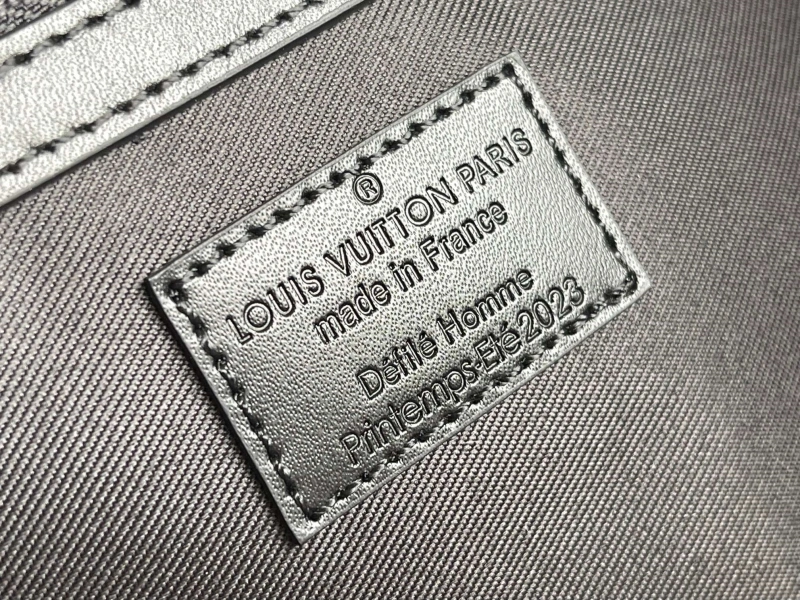 ®
LOUIS VUITTON PARIS
made in France
Défilé Homme
Printemps-Eté 2023